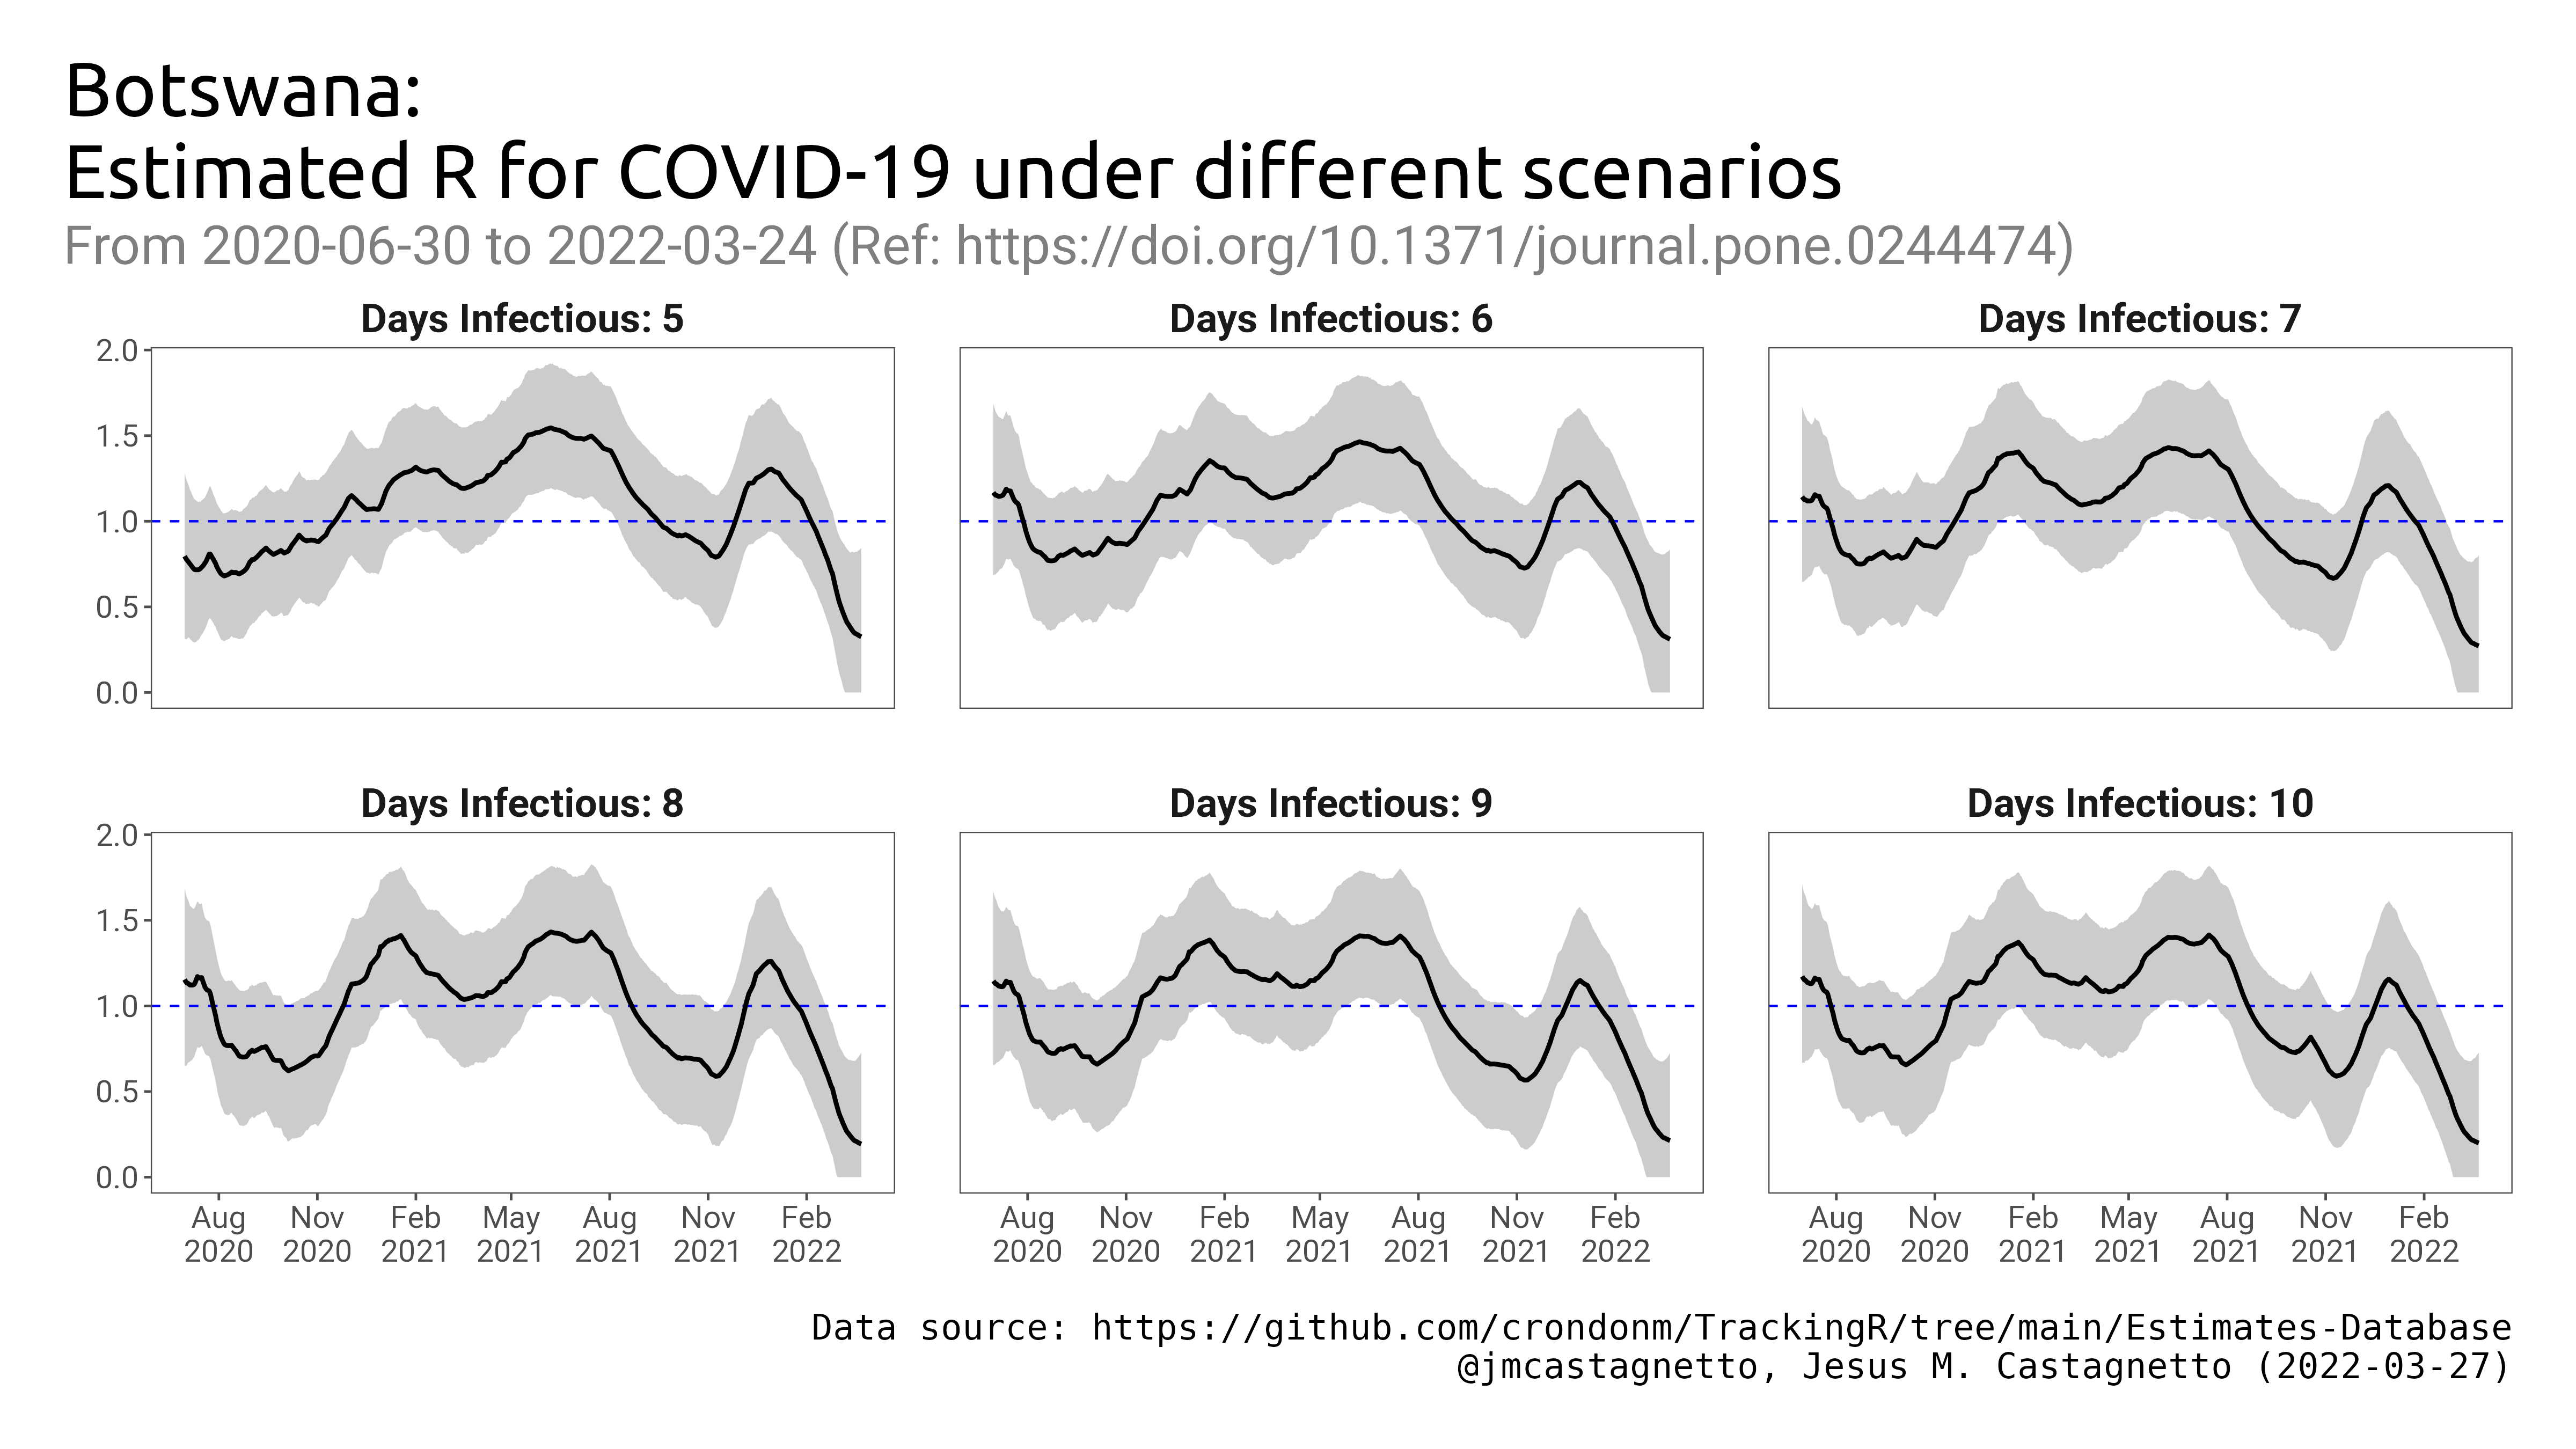 Botswana:
Estimated R for COVID-19 under different scenarios
From 2020-06-30 to 2022-03-24 (Ref: https://doi.org/10.1371/journal.pone.0244474)
Days Infectious: 5
Days Infectious: 6
Days Infectious: 7
2.0
1.5
1.0
0.5
0.0
Days Infectious: 8
Days Infectious: 9
Days Infectious: 10
2.0
1.5
1.0
0.5
0.0
Aug Nov Feb May Aug Nov Feb
2020 2020 2021 2021 2021 2021 2022
Aug Nov Feb May Aug Nov Feb
2020 2020 2021 2021 2021 2021 2022
Aug Nov Feb May Aug Nov Feb
2020 2020 2021 2021 2021 2021 2022
Data source: https://github.com/crondonm/TrackingR/tree/main/Estimates-Database
@jmcastagnetto, Jesus M. Castagnetto (2022-03-27)